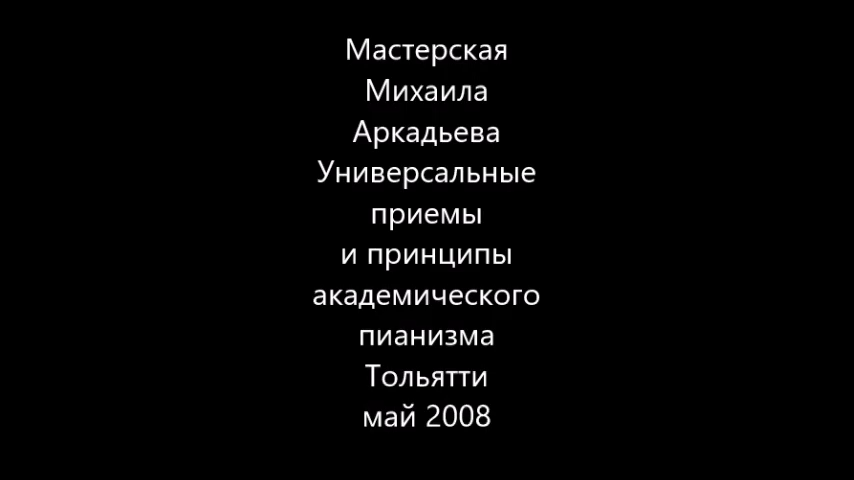 Мастерская
Михаила
Аркадьева
Универсальные
приемы
и принципы
академического
пианизма
Тольятти
май 2008